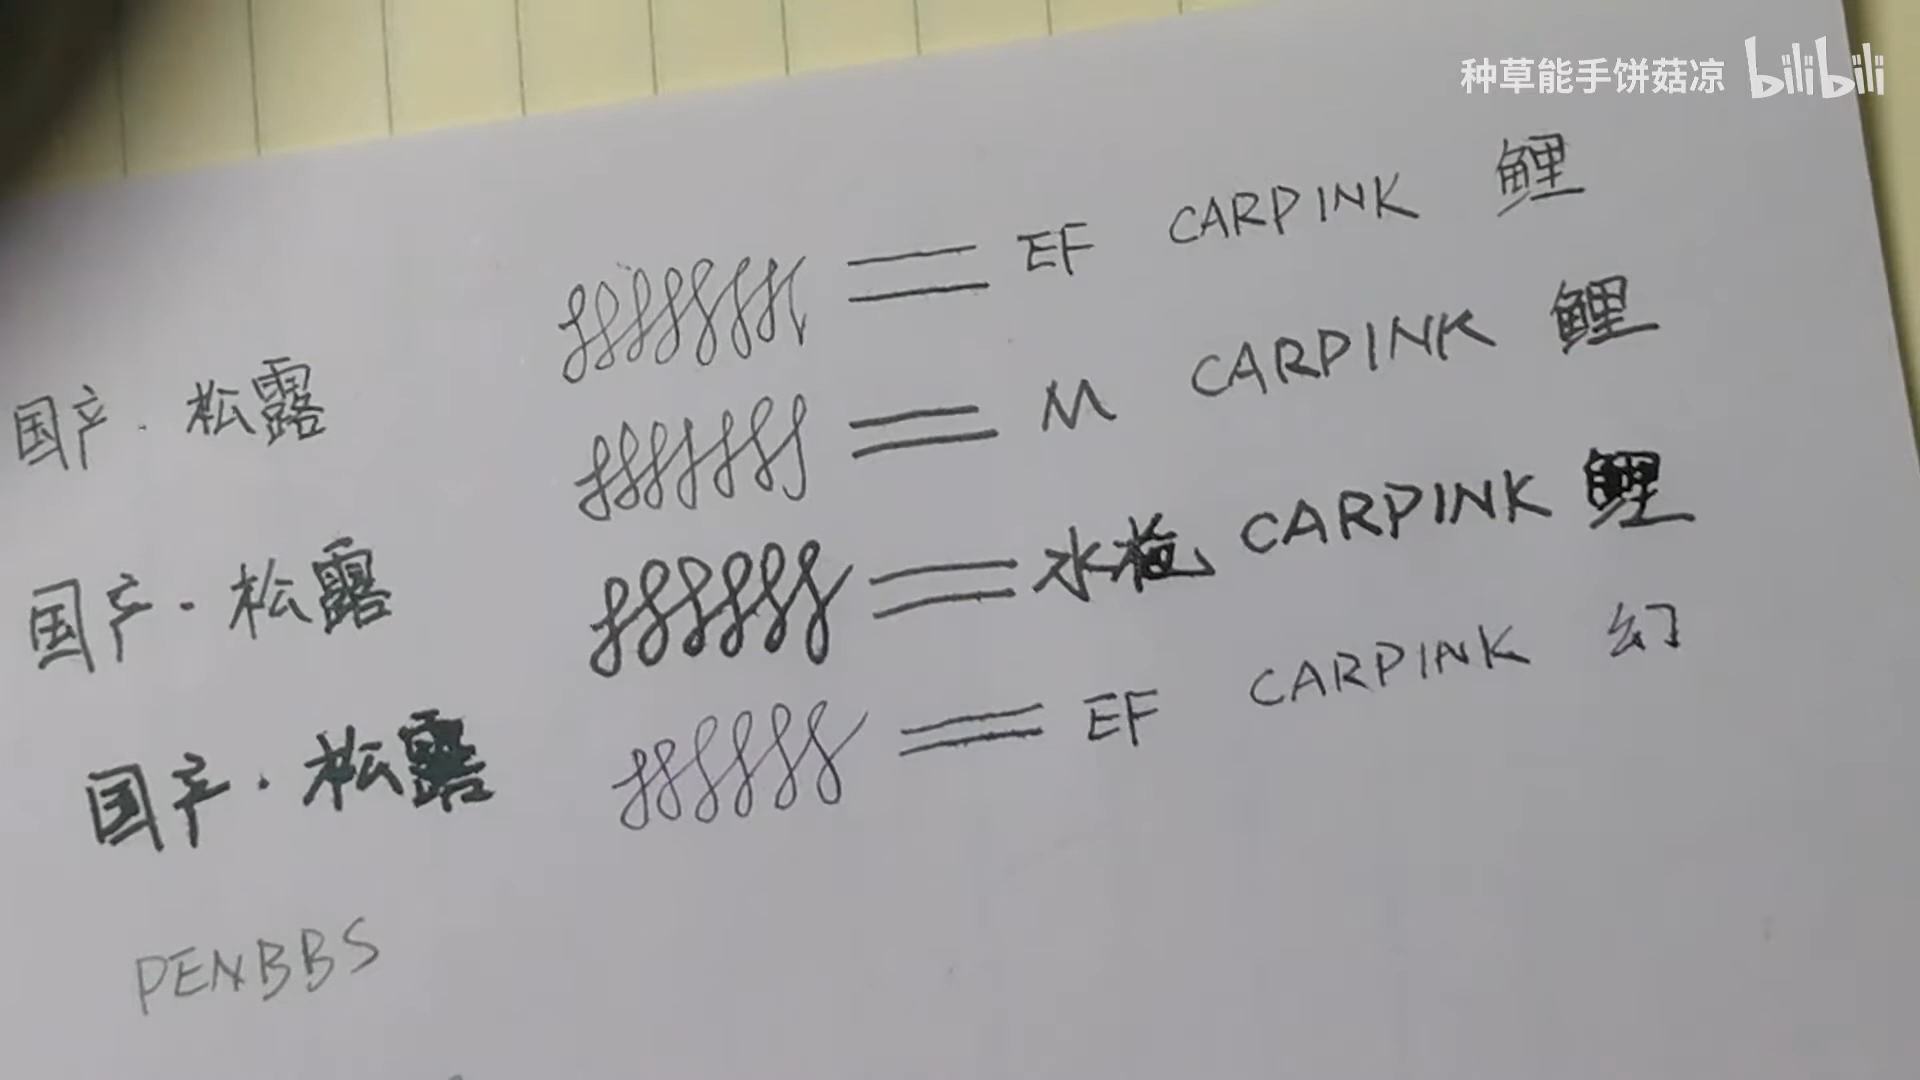 种草能手饼菇凉 bilibili
EF CARPINK 鲤
国产·松露
M CARPINK 鲤
国产·松露
水 CARPINK 鲤
国产·松露
EF CARPINK 幻
PENBBS